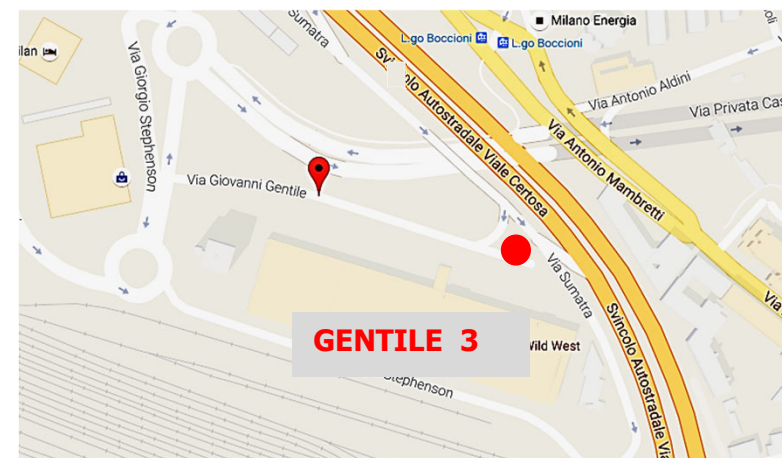 Milano Energia
Sumatra
L.go Boccioni
L.go Boccioni
ilan
Via Giorgio Stephenson
Svincolo Autostradale Viale Certosa
Via Antonio Aldini
Via Privata Cas
Via Antonio Mambretti
Via Giovanni Gentile
Via Sumatra
Via
GENTILE 3
Wild West
Stephenson
Svincolo Autostradale Via